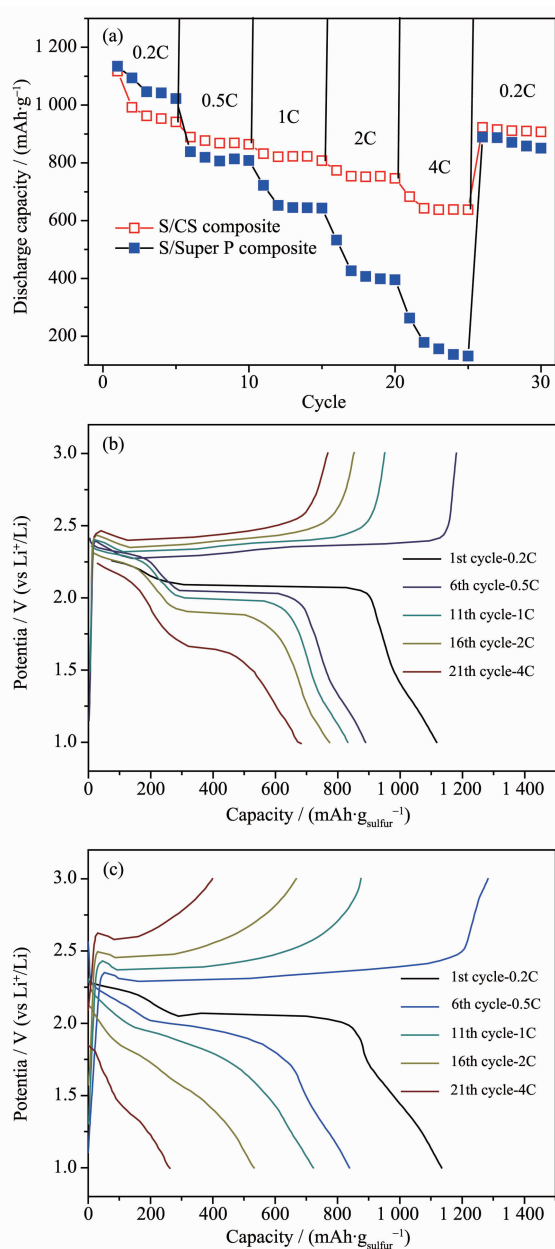 (a)
0.2C
0.5C
1C
2C
4C
0.2C
1 200
1 000
800
600
400
200
Discharge capacity / (mAh·g⁻¹)
S/CS composite
S/Super P composite
0
10
20
30
Cycle
(b)
3.0
2.5
2.0
1.5
1.0
Potentia / V (vs Li⁺/Li)
1st cycle-0.2C
6th cycle-0.5C
11th cycle-1C
16th cycle-2C
21th cycle-4C
0
200
400
600
800
1 000
1 200
1 400
Capacity / (mAh·g_sulfur⁻¹)
(c)
3.0
2.5
2.0
1.5
1.0
Potentia / V (vs Li⁺/Li)
1st cycle-0.2C
6th cycle-0.5C
11th cycle-1C
16th cycle-2C
21th cycle-4C
0
200
400
600
800
1 000
1 200
1 400
Capacity / (mAh·g_sulfur⁻¹)